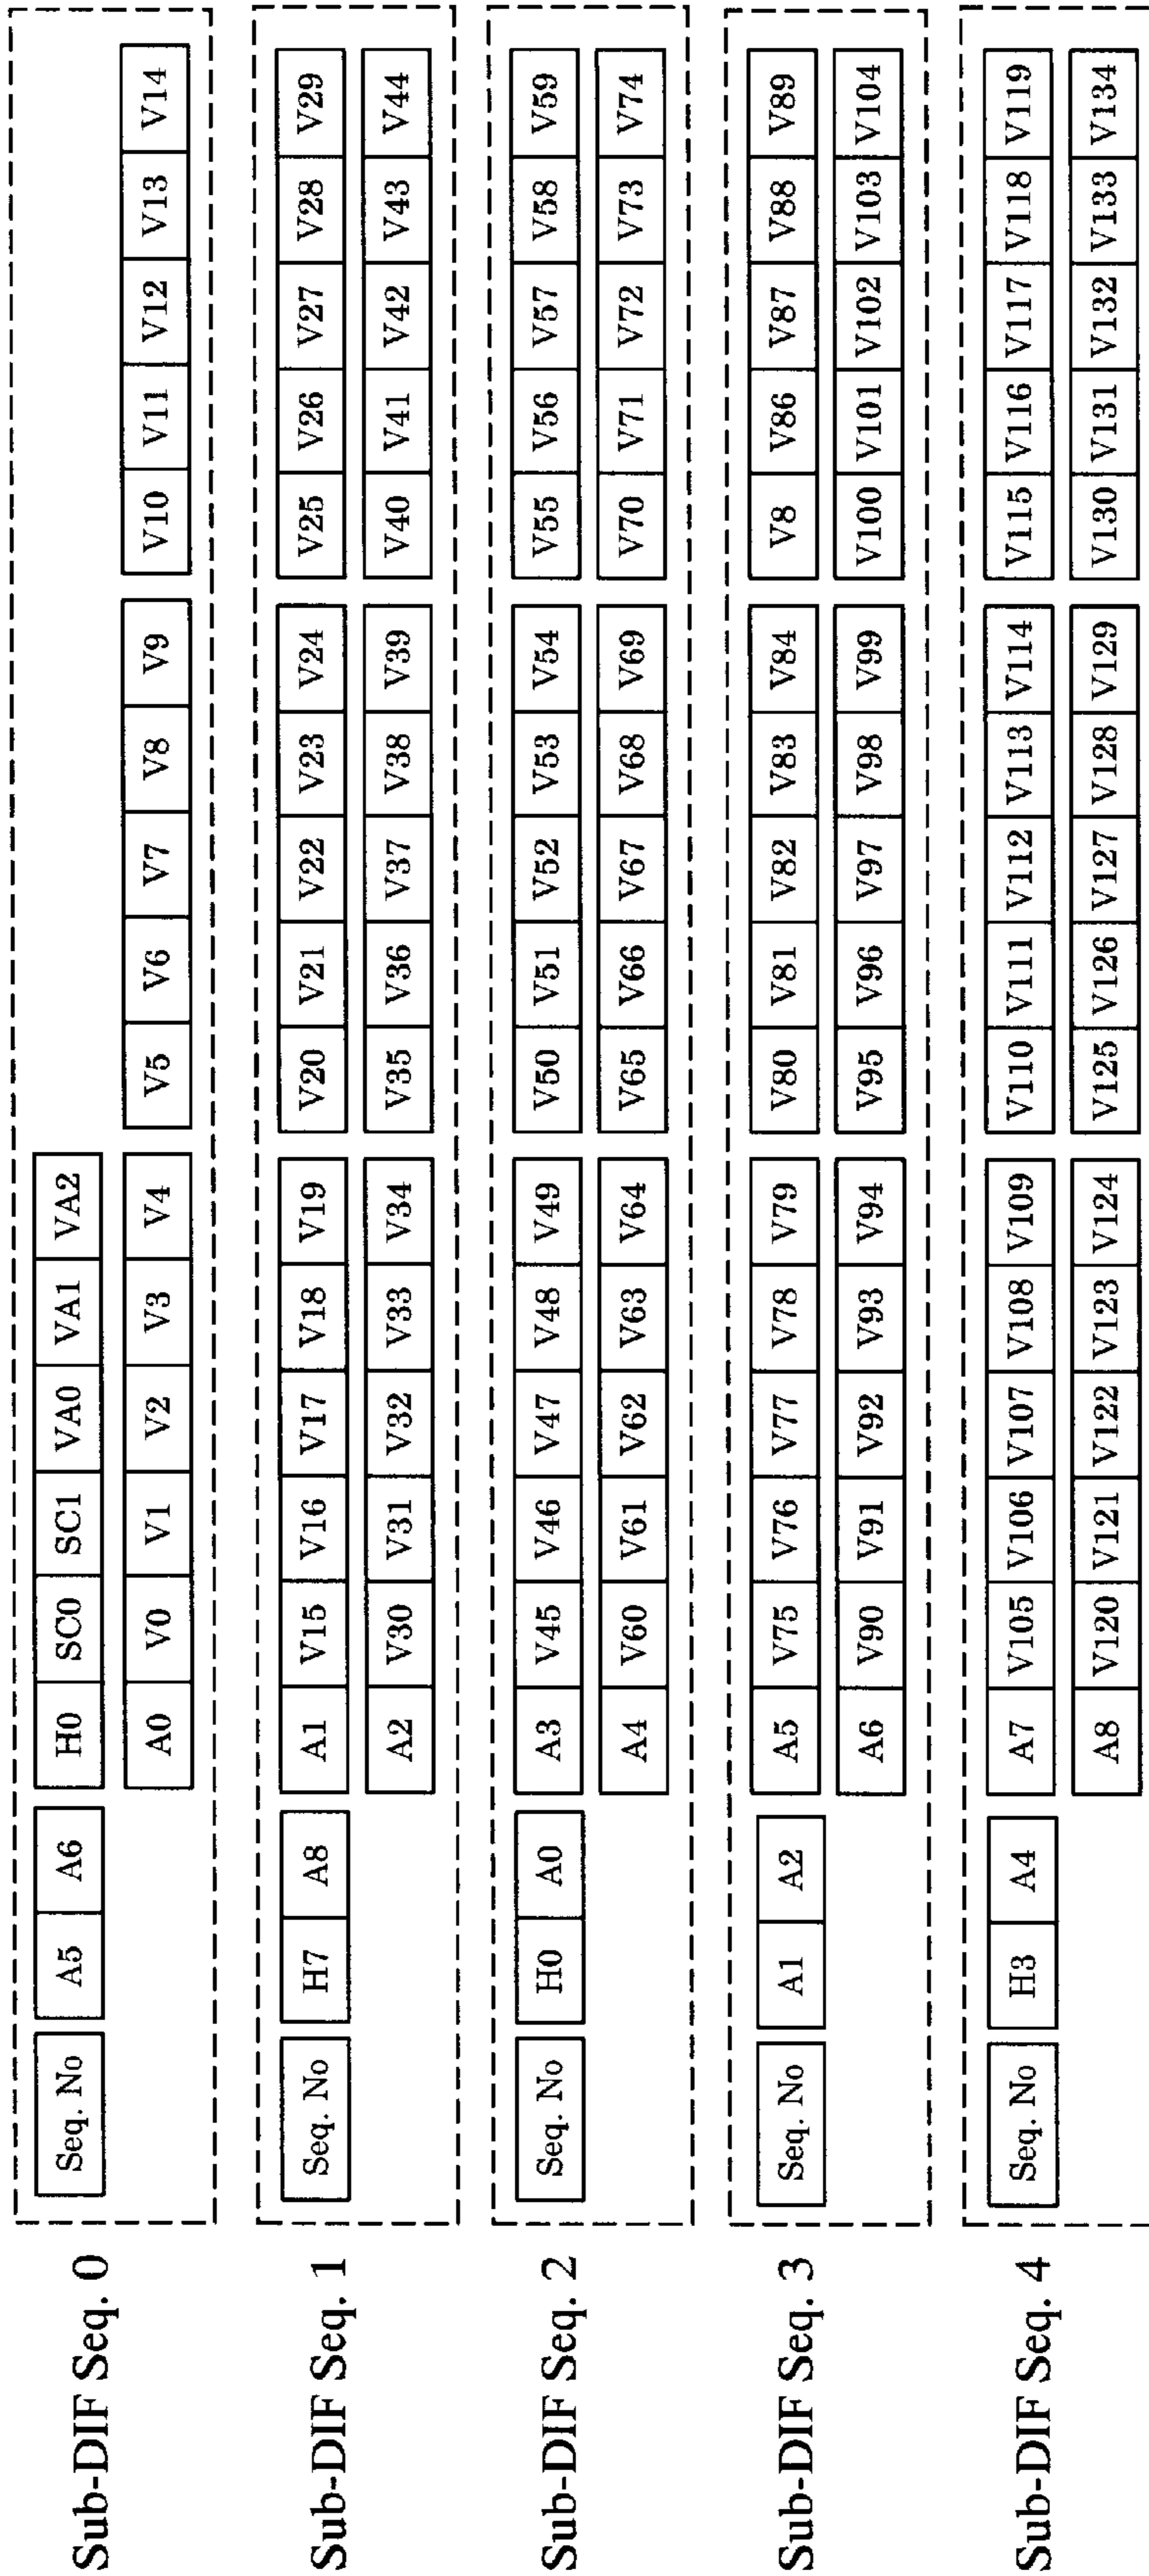 Sub-DIF Seq. 0
Seq. No A5 A6 H0 SC0 SC1 VA0 VA1 VA2
A0 V0 V1 V2 V3 V4 V5 V6 V7 V8 V9 V10 V11 V12 V13 V14
Sub-DIF Seq. 1
Seq. No H7 A8 A1 V15 V16 V17 V18 V19 V20 V21 V22 V23 V24 V25 V26 V27 V28 V29
A2 V30 V31 V32 V33 V34 V35 V36 V37 V38 V39 V40 V41 V42 V43 V44
Sub-DIF Seq. 2
Seq. No H0 A0 A3 V45 V46 V47 V48 V49 V50 V51 V52 V53 V54 V55 V56 V57 V58 V59
A4 V60 V61 V62 V63 V64 V65 V66 V67 V68 V69 V70 V71 V72 V73 V74
Sub-DIF Seq. 3
Seq. No A1 A2 A5 V75 V76 V77 V78 V79 V80 V81 V82 V83 V84 V8 V86 V87 V88 V89
A6 V90 V91 V92 V93 V94 V95 V96 V97 V98 V99 V100 V101 V102 V103 V104
Sub-DIF Seq. 4
Seq. No H3 A4 A7 V105 V106 V107 V108 V109 V110 V111 V112 V113 V114 V115 V116 V117 V118 V119
A8 V120 V121 V122 V123 V124 V125 V126 V127 V128 V129 V130 V131 V132 V133 V134